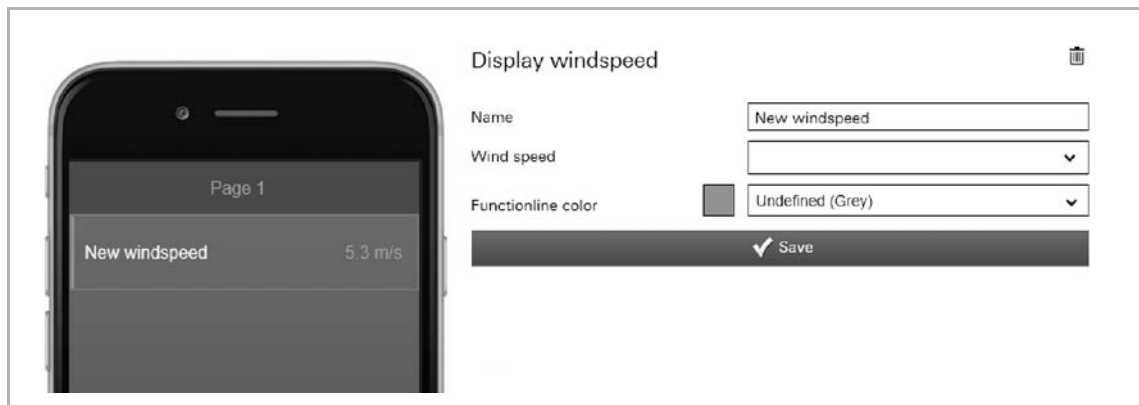 Display windspeed
Name
New windspeed
Wind speed
Functionline color
Undefined (Grey)
Save
Page 1
New windspeed
5.3 m/s